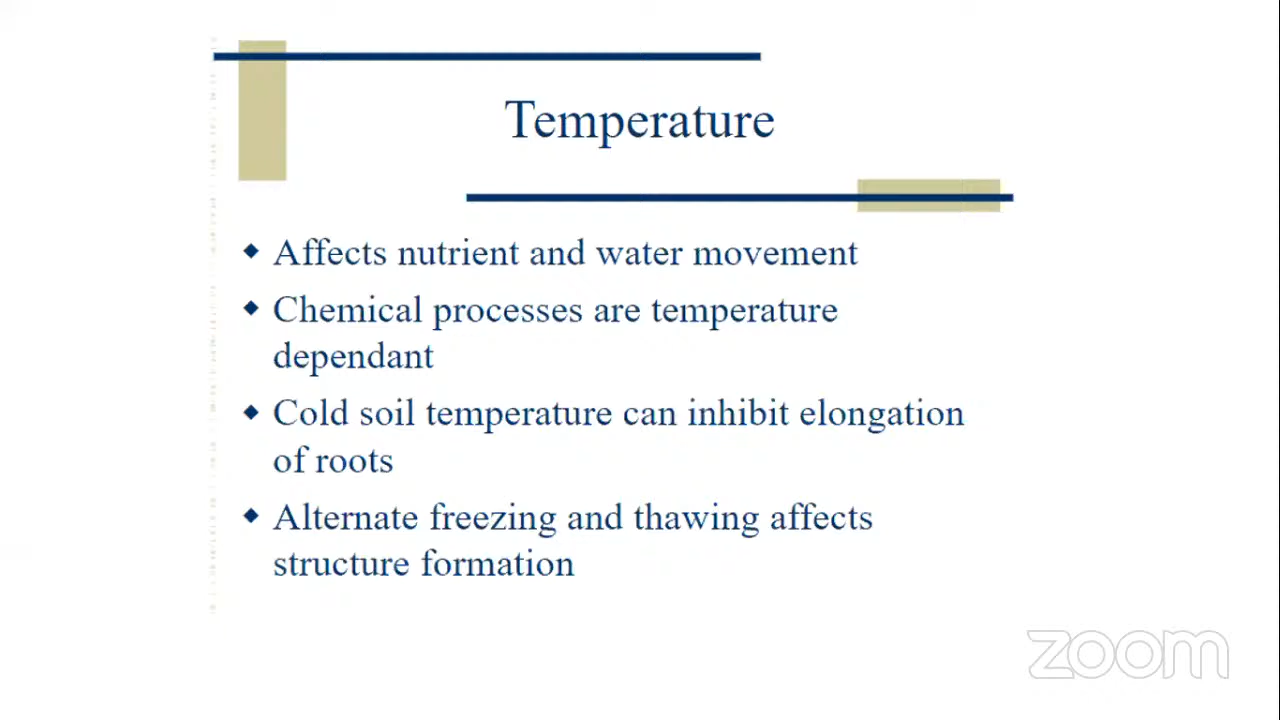 Temperature
Affects nutrient and water movement
Chemical processes are temperature
dependant
Cold soil temperature can inhibit elongation
of roots
Alternate freezing and thawing affects
structure formation
zoom